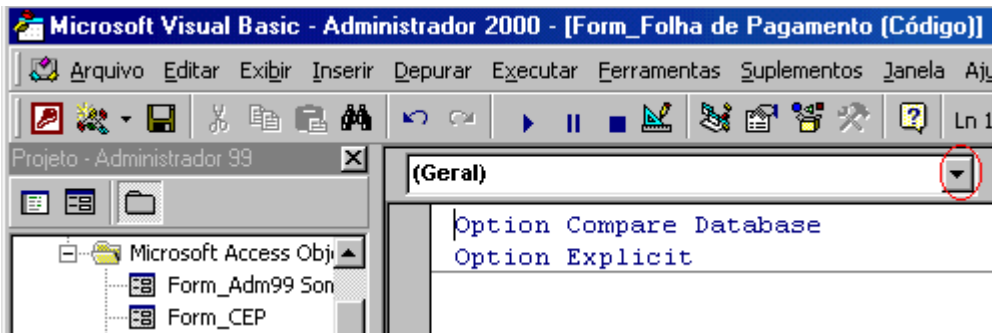 Microsoft Visual Basic - Administrador 2000 - [Form_Folha de Pagamento (Código)]
Arquivo Editar Exibir Inserir Depurar Executar Ferramentas Suplementos Janela Aju
Ln 1
Projeto - Administrador 99
(Geral)
Option Compare Database
Option Explicit
Microsoft Access Obj
Form_Adm99 Son
Form_CEP